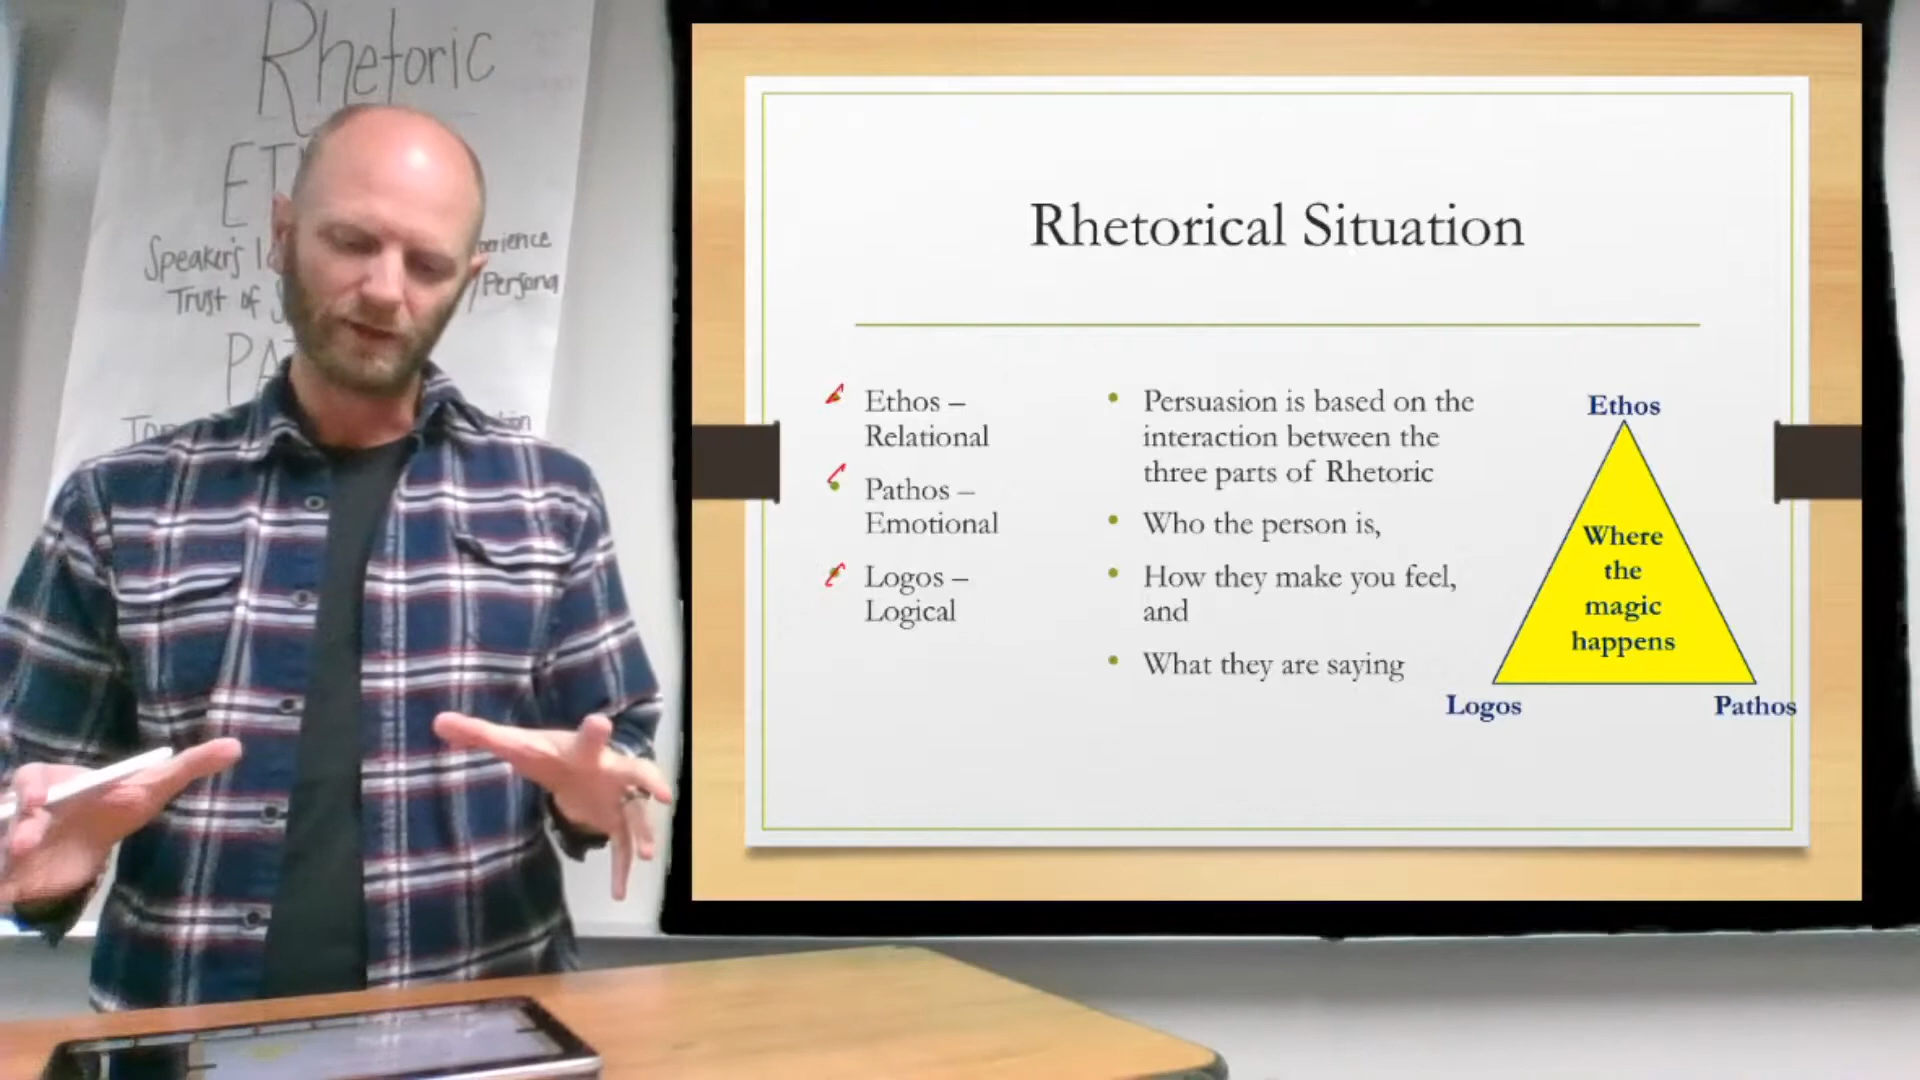 Rhetoric
Speaker's
Persona
Trust of
Rhetorical Situation
Ethos –
Relational
Pathos –
Emotional
Logos –
Logical
• Persuasion is based on the
interaction between the
three parts of Rhetoric
• Who the person is,
• How they make you feel,
and
• What they are saying
Ethos
Where
the
magic
happens
Logos
Pathos